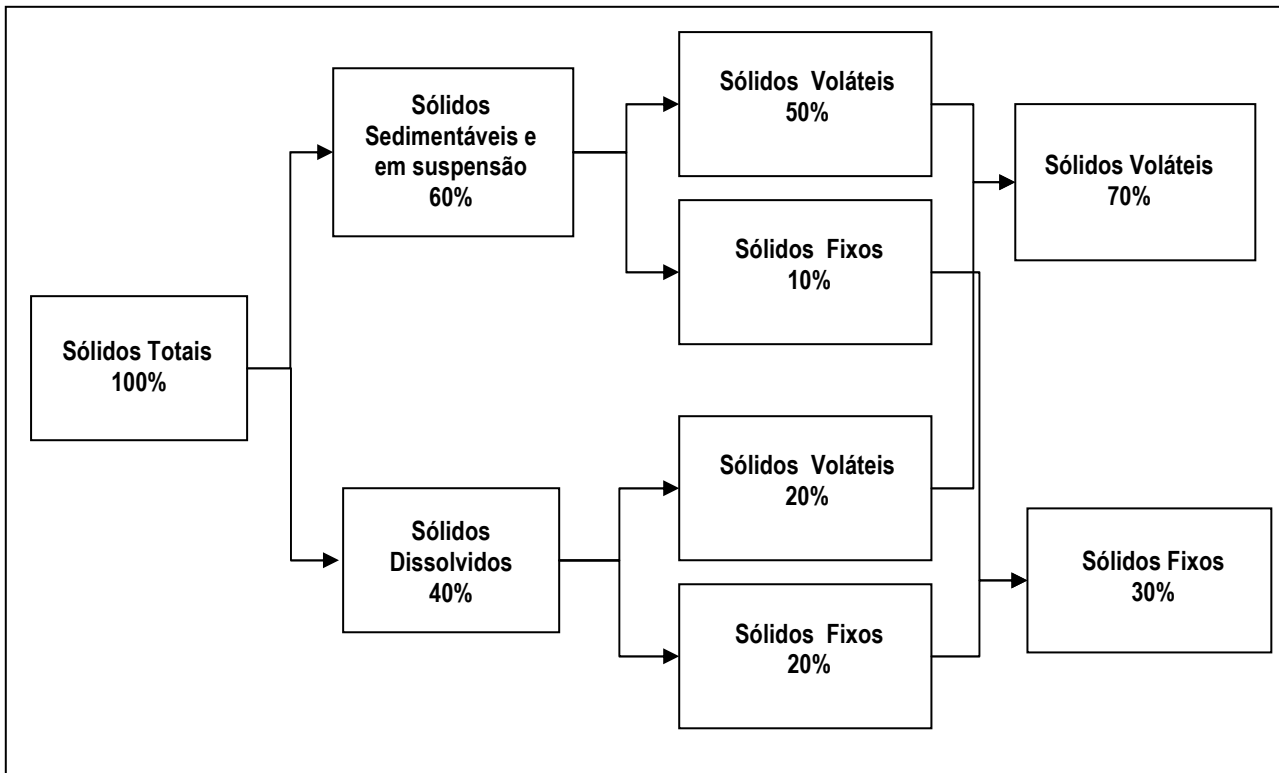 Sólidos Totais
100%
Sólidos
Sedimentáveis e
em suspensão
60%
Sólidos
Dissolvidos
40%
Sólidos Voláteis
50%
Sólidos Fixos
10%
Sólidos Voláteis
20%
Sólidos Fixos
20%
Sólidos Voláteis
70%
Sólidos Fixos
30%